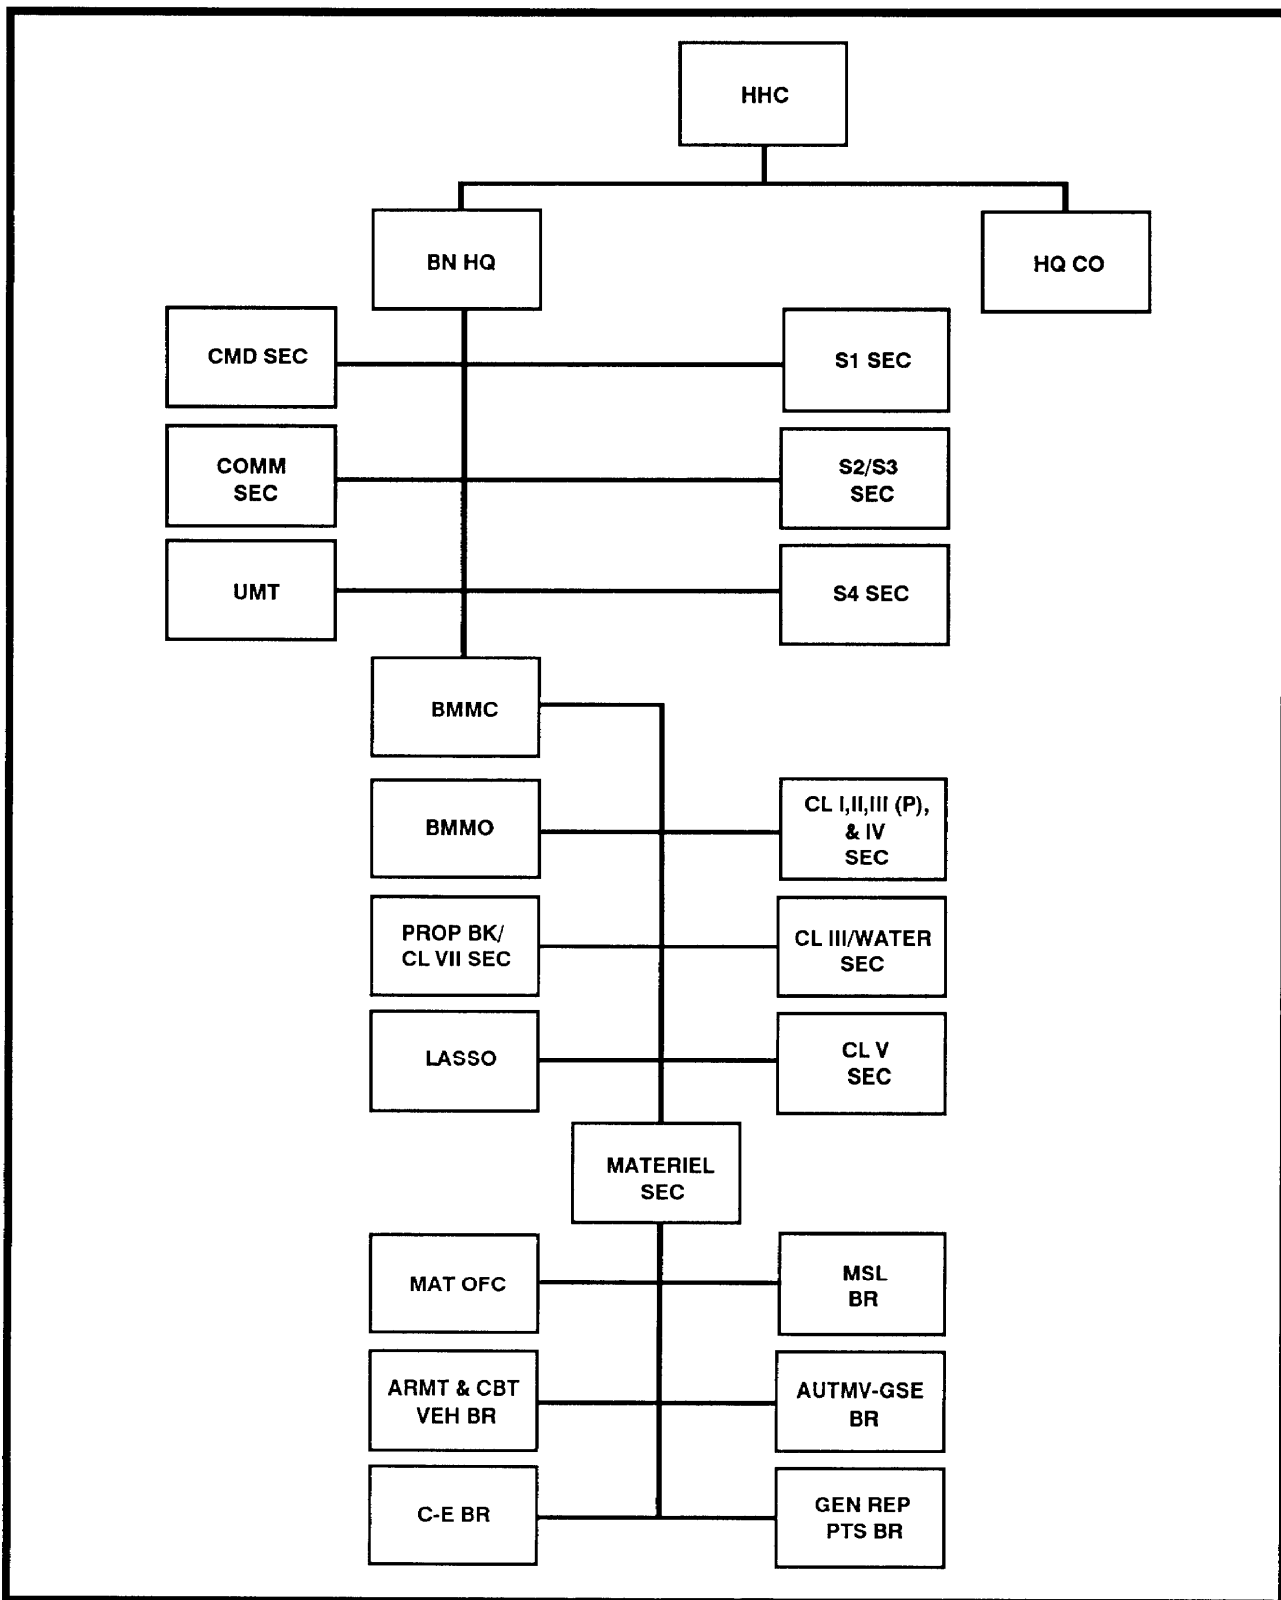 HHC
BN HQ
HQ CO
CMD SEC
S1 SEC
COMM
SEC
S2/S3
SEC
UMT
S4 SEC
BMMC
BMMO
CL I,II,III (P),
& IV
SEC
PROP BK/
CL VII SEC
CL III/WATER
SEC
LASSO
CL V
SEC
MATERIEL
SEC
MAT OFC
MSL
BR
ARMT & CBT
VEH BR
AUTMV-GSE
BR
C-E BR
GEN REP
PTS BR